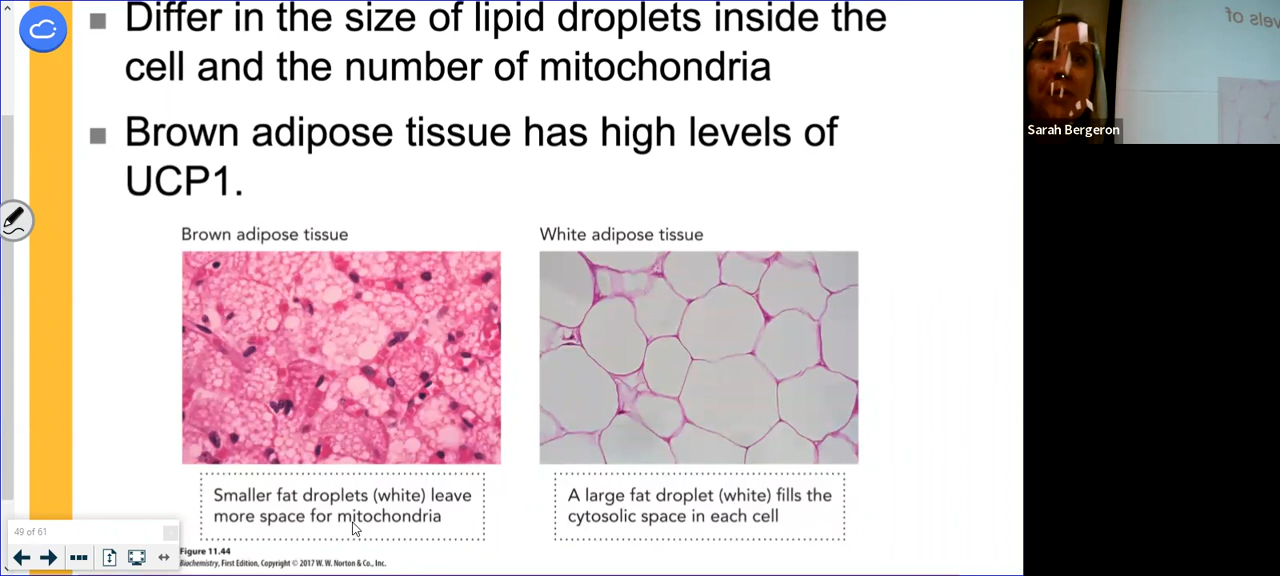 ■ Differ in the size of lipid droplets inside the
cell and the number of mitochondria
■ Brown adipose tissue has high levels of
UCP1.
Brown adipose tissue
White adipose tissue
Smaller fat droplets (white) leave
more space for mitochondria
A large fat droplet (white) fills the
cytosolic space in each cell
Figure 11.44
Biochemistry, First Edition, Copyright © 2017 W. W. Norton & Co., Inc.
49 of 61
Sarah Bergeron